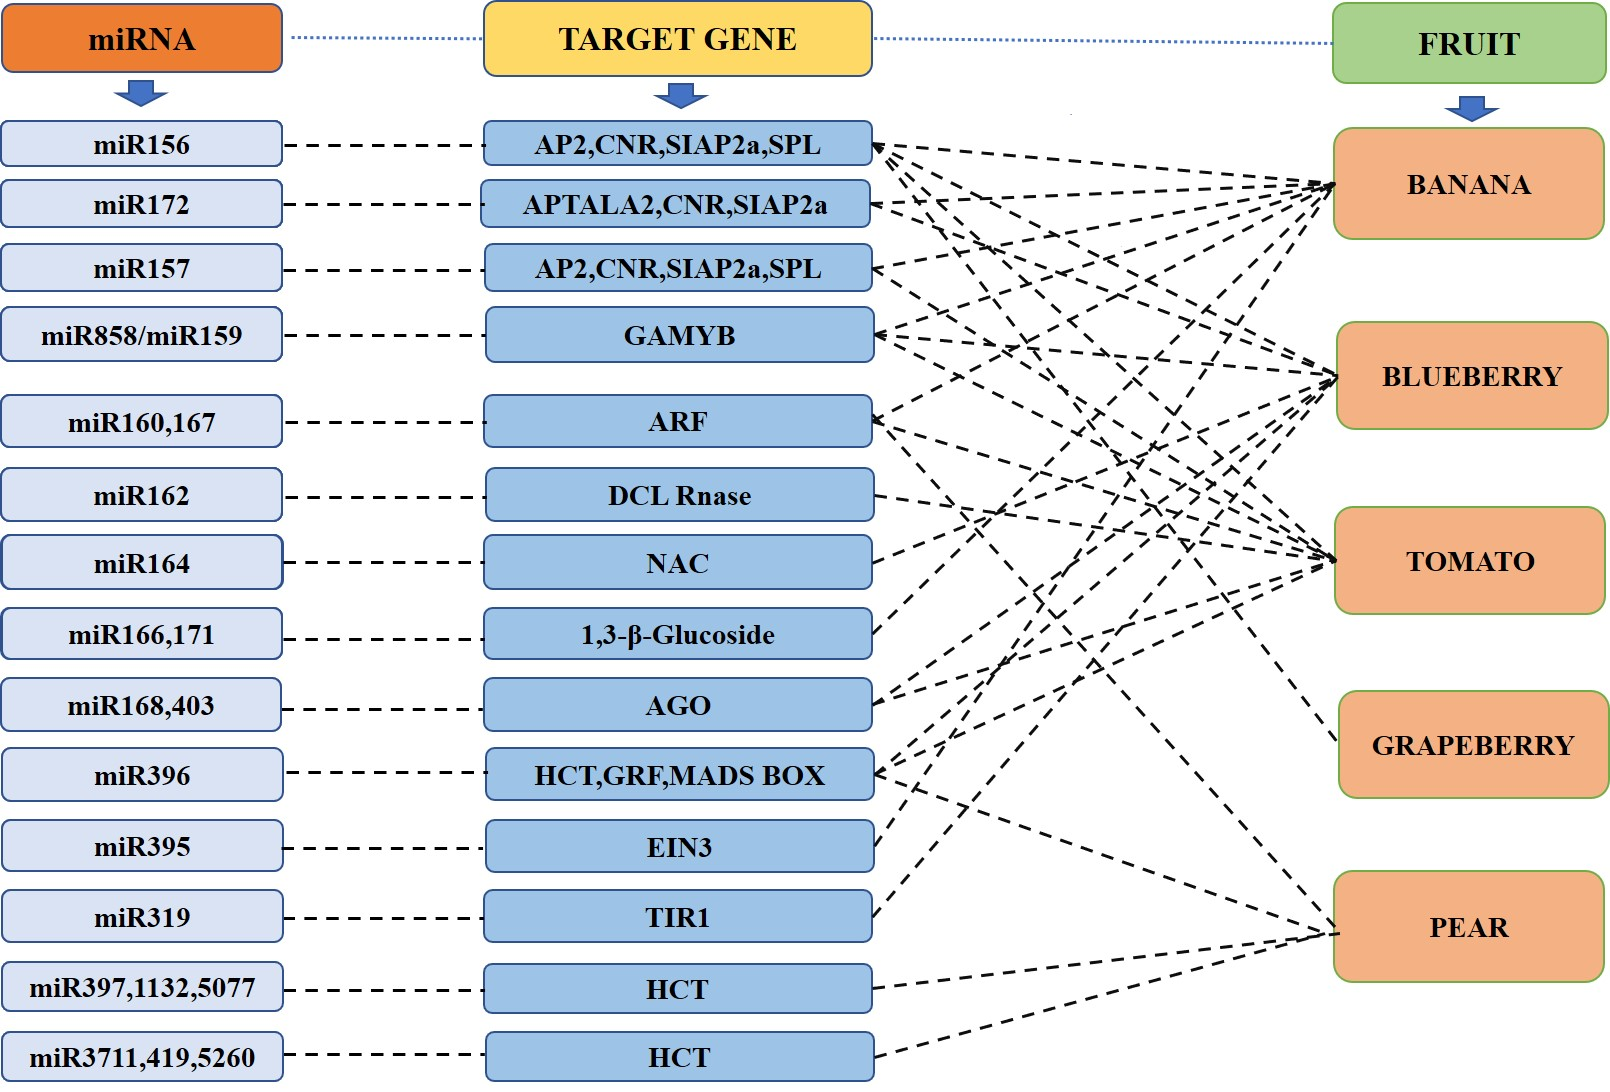 miRNA
TARGET GENE
FRUIT
miR156
AP2,CNR,SIAP2a,SPL
BANANA
miR172
APTALA2,CNR,SIAP2a
miR157
AP2,CNR,SIAP2a,SPL
miR858/miR159
GAMYB
BLUEBERRY
miR160,167
ARF
miR162
DCL Rnase
miR164
NAC
TOMATO
miR166,171
1,3-β-Glucoside
miR168,403
AGO
GRAPEBERRY
miR396
HCT,GRF,MADS BOX
miR395
EIN3
miR319
TIR1
PEAR
miR397,1132,5077
HCT
miR3711,419,5260
HCT